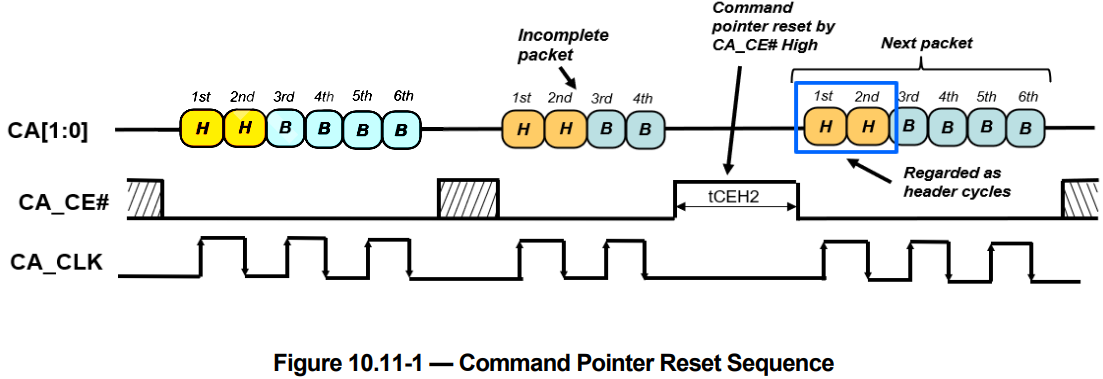 Command
pointer reset by
CA_CE# High
Incomplete
packet
Next packet
1st 2nd 3rd 4th 5th 6th
1st 2nd 3rd 4th
1st 2nd 3rd 4th 5th 6th
CA[1:0]
H H B B B B
H H B B
H H B B B B
Regarded as
header cycles
CA_CE#
tCEH2
CA_CLK
Figure 10.11-1 — Command Pointer Reset Sequence